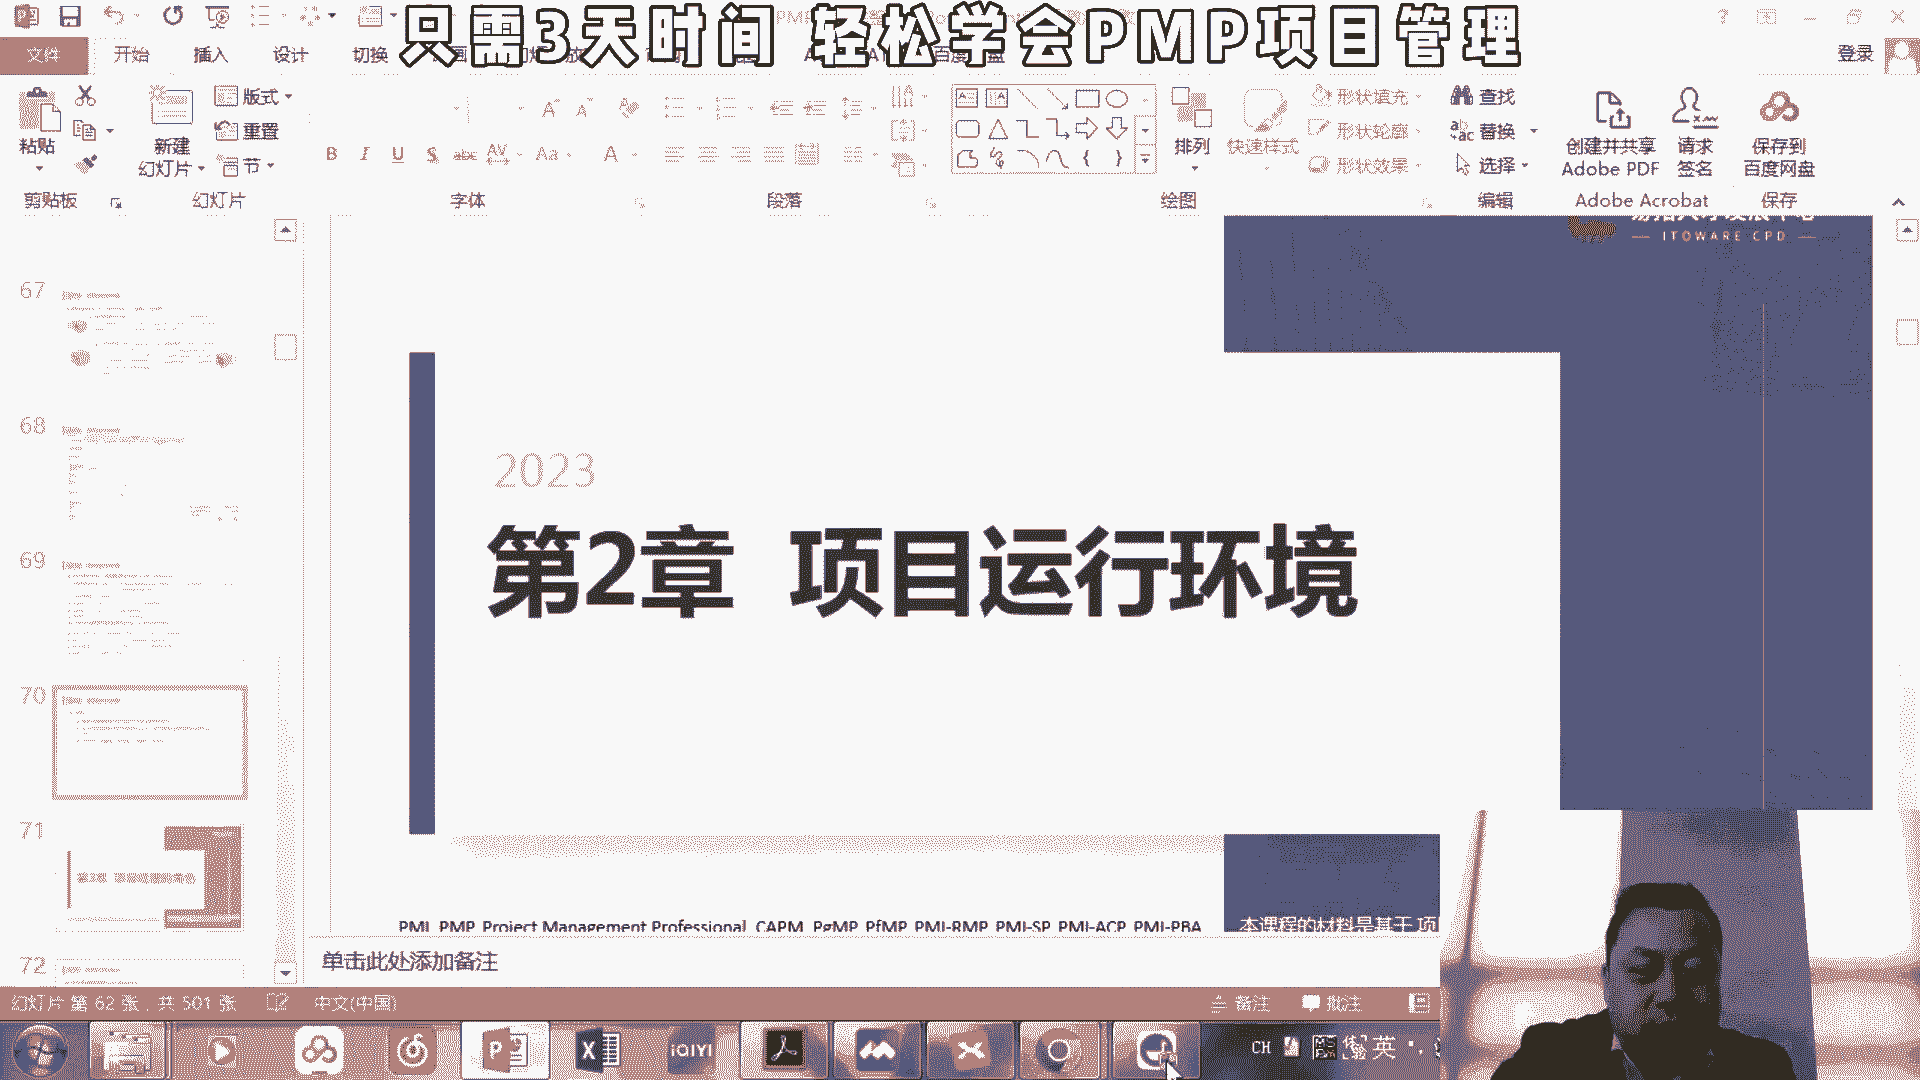 只需3天时间 轻松学会PMP项目管理
文件
开始
插入
设计
切换
登录
粘贴
新建
幻灯片
版式
重置
节
B I U S abc AV Aa A
排列
快速样式
形状填充
形状轮廓
形状效果
查找
替换
选择
创建并共享
Adobe PDF
请求
签名
保存到
百度网盘
剪贴板
幻灯片
字体
段落
绘图
编辑
Adobe Acrobat
保存
ITOWARE CPD
67
68
69
70
71
72
2023
第2章 项目运行环境
PMI PMP Project Management Professional CAPM PgMP PfMP PMI-RMP PMI-SP PMI-ACP PMI-PBA
本课程的材料是基于 项
单击此处添加备注
幻灯片 第 62 张，共 501 张
中文(中国)
备注
批注
iQIYI
CH
英